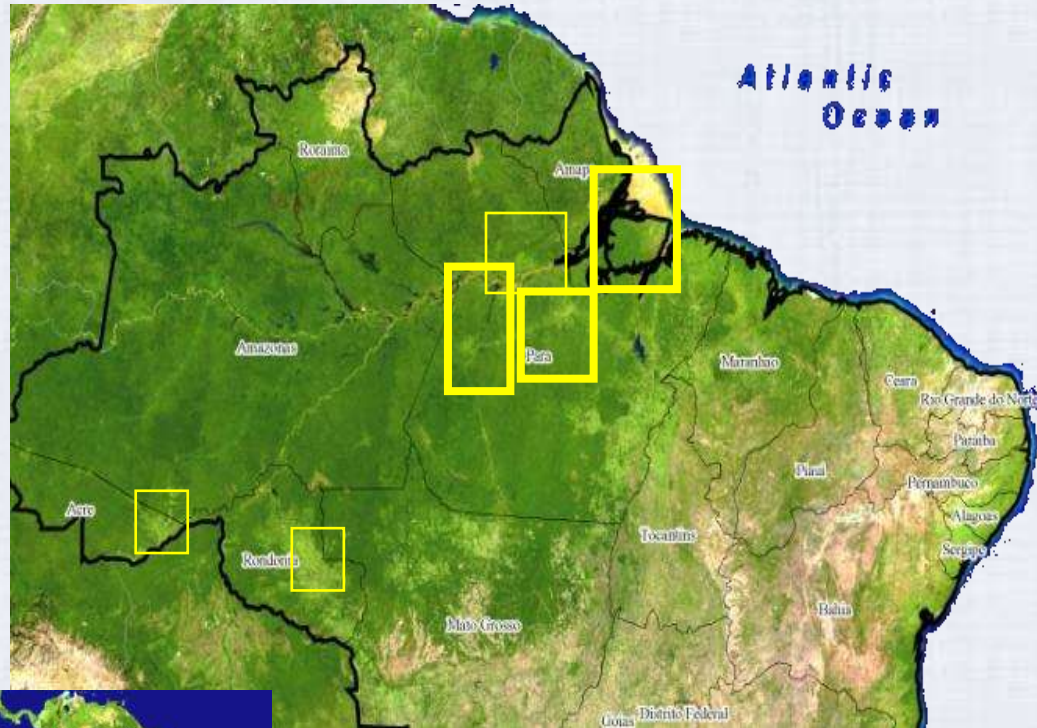 Atlantic
Ocean
Roraima
Amap
Amazonas
Para
Maranhao
Ceara
Rio Grande do Norte
Paraiba
Piaui
Pernambuco
Acre
Alagoas
Tocantins
Sergipe
Rondonia
Bahia
Mato Grosso
Goias
Distrito Federal